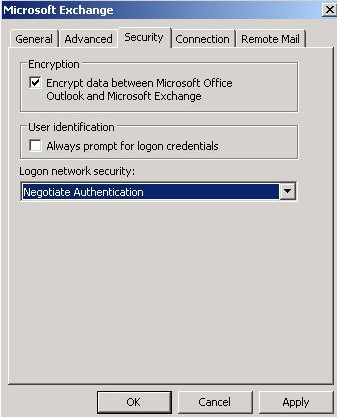 Microsoft Exchange
General
Advanced
Security
Connection
Remote Mail
Encryption
Encrypt data between Microsoft Office
Outlook and Microsoft Exchange
User identification
Always prompt for logon credentials
Logon network security:
Negotiate Authentication
OK
Cancel
Apply